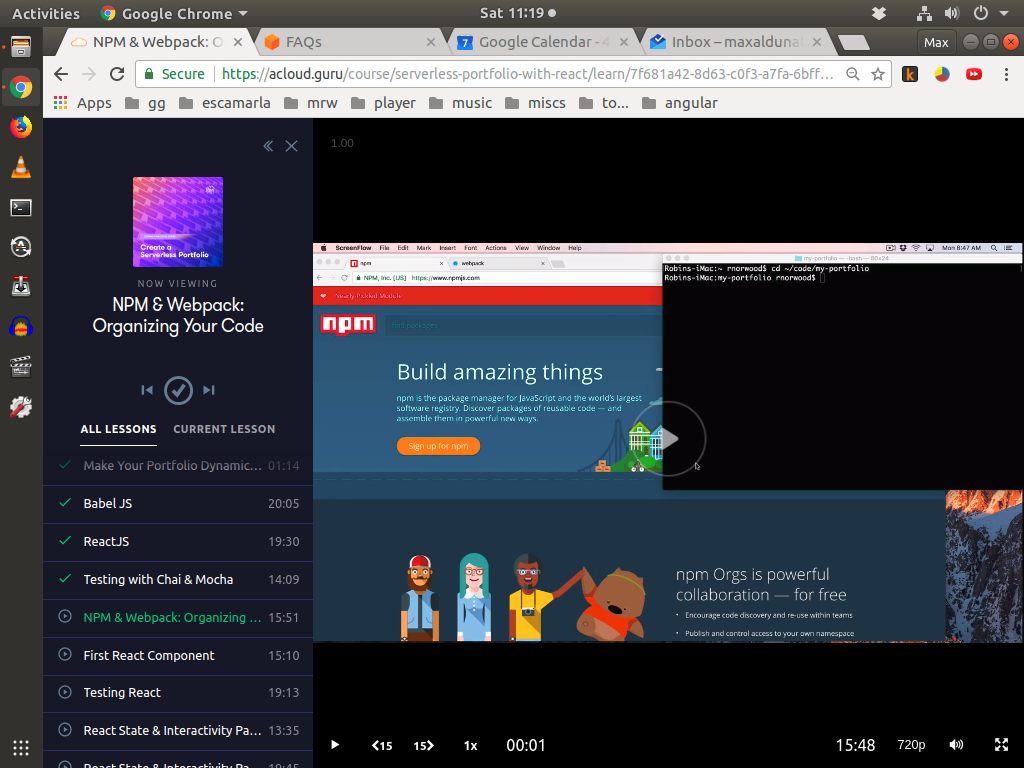 Activities
Google Chrome
Sat 11:19
NPM & Webpack: O
FAQs
7
Google Calendar - 4
Inbox – maxaldunat
Max
Secure
https://acloud.guru/course/serverless-portfolio-with-react/learn/7f681a42-8d63-c0f3-a7fa-6bff…
k
Apps
gg
escamarla
mrw
player
music
miscs
to...
angular
1.00
Create a
Serverless Portfolio
NOW VIEWING
NPM & Webpack:
Organizing Your Code
ALL LESSONS
CURRENT LESSON
Make Your Portfolio Dynamic... 01:14
Babel JS 20:05
ReactJS 19:30
Testing with Chai & Mocha 14:09
NPM & Webpack: Organizing ... 15:51
First React Component 15:10
Testing React 19:13
React State & Interactivity Pa... 13:35
React State & Interactivity Pa... 19:45
ScreenFlow File Edit Mark Insert Font Actions View Window Help
Mon 8:47 AM
npm
webpack
NPM, Inc. [US] https://www.npmjs.com
Nearly-Pickled Module
npm
find packages
my-portfolio — -bash — 80×24
Robins-iMac:~ rnorwood$ cd ~/code/my-portfolio
Robins-iMac:my-portfolio rnorwood$
Build amazing things
npm is the package manager for JavaScript and the world's largest
software registry. Discover packages of reusable code — and
assemble them in powerful new ways.
Sign up for npm
npm Orgs is powerful
collaboration — for free
• Encourage code discovery and re-use within teams
• Publish and control access to your own namespace
15
15
1x
00:01
15:48
720p